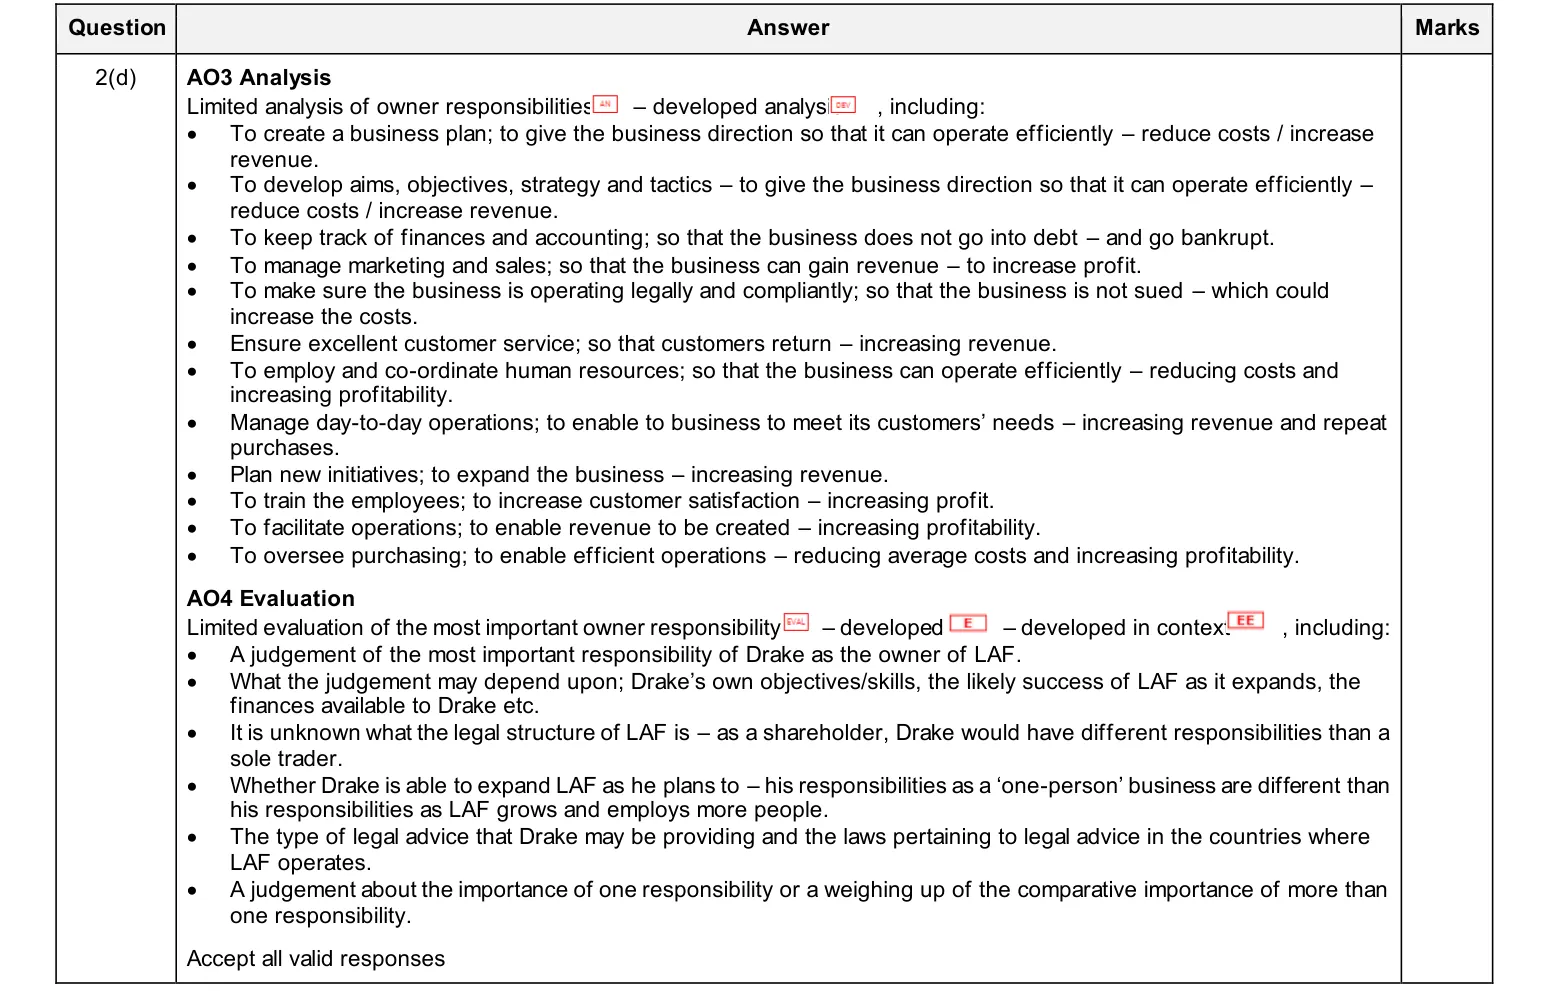 Question Answer Marks
2(d)
AO3 Analysis
Limited analysis of owner responsibilities AN – developed analysi DEV , including:
• To create a business plan; to give the business direction so that it can operate efficiently – reduce costs / increase
revenue.
• To develop aims, objectives, strategy and tactics – to give the business direction so that it can operate efficiently –
reduce costs / increase revenue.
• To keep track of finances and accounting; so that the business does not go into debt – and go bankrupt.
• To manage marketing and sales; so that the business can gain revenue – to increase profit.
• To make sure the business is operating legally and compliantly; so that the business is not sued – which could
increase the costs.
• Ensure excellent customer service; so that customers return – increasing revenue.
• To employ and co-ordinate human resources; so that the business can operate efficiently – reducing costs and
increasing profitability.
• Manage day-to-day operations; to enable to business to meet its customers’ needs – increasing revenue and repeat
purchases.
• Plan new initiatives; to expand the business – increasing revenue.
• To train the employees; to increase customer satisfaction – increasing profit.
• To facilitate operations; to enable revenue to be created – increasing profitability.
• To oversee purchasing; to enable efficient operations – reducing average costs and increasing profitability.
AO4 Evaluation
Limited evaluation of the most important owner responsibility EVAL – developed E – developed in context EE , including:
• A judgement of the most important responsibility of Drake as the owner of LAF.
• What the judgement may depend upon; Drake’s own objectives/skills, the likely success of LAF as it expands, the
finances available to Drake etc.
• It is unknown what the legal structure of LAF is – as a shareholder, Drake would have different responsibilities than a
sole trader.
• Whether Drake is able to expand LAF as he plans to – his responsibilities as a ‘one-person’ business are different than
his responsibilities as LAF grows and employs more people.
• The type of legal advice that Drake may be providing and the laws pertaining to legal advice in the countries where
LAF operates.
• A judgement about the importance of one responsibility or a weighing up of the comparative importance of more than
one responsibility.
Accept all valid responses